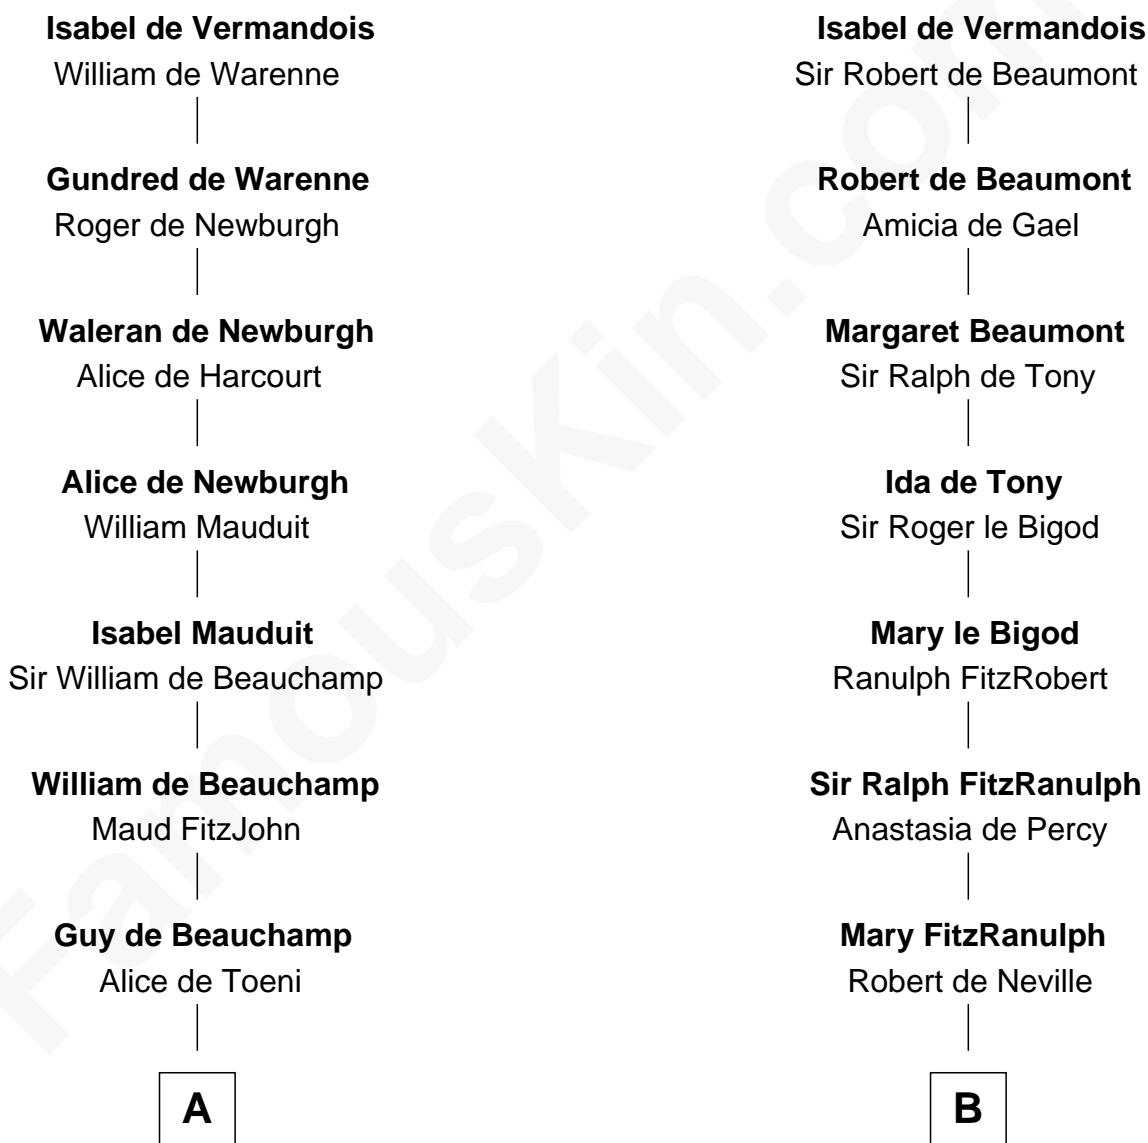 Isabel de Vermandois
William de Warenne
Gundred de Warenne
Roger de Newburgh
Waleran de Newburgh
Alice de Harcourt
Alice de Newburgh
William Mauduit
Isabel Mauduit
Sir William de Beauchamp
William de Beauchamp
Maud FitzJohn
Guy de Beauchamp
Alice de Toeni
A
Isabel de Vermandois
Sir Robert de Beaumont
Robert de Beaumont
Amicia de Gael
Margaret Beaumont
Sir Ralph de Tony
Ida de Tony
Sir Roger le Bigod
Mary le Bigod
Ranulph FitzRobert
Sir Ralph FitzRanulph
Anastasia de Percy
Mary FitzRanulph
Robert de Neville
B
FamousKin.com